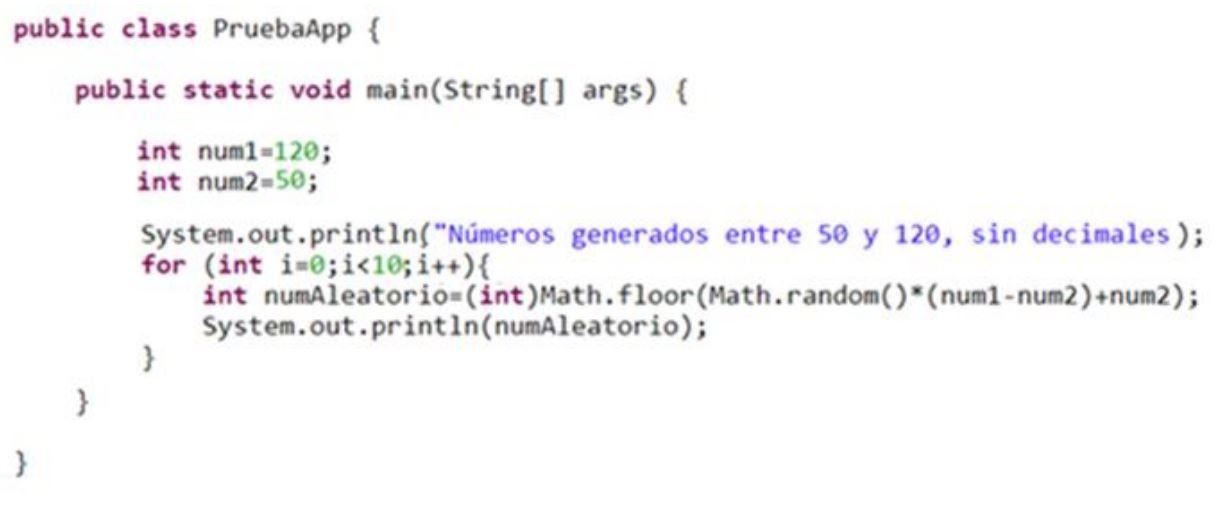 public class PruebaApp {
public static void main(String[] args) {
int num1=120;
int num2=50;
System.out.println("Números generados entre 50 y 120, sin decimales);
for (int i=0;i<10;i++){
int numAleatorio=(int)Math.floor(Math.random()*(num1-num2)+num2);
System.out.println(numAleatorio);
}
}
}